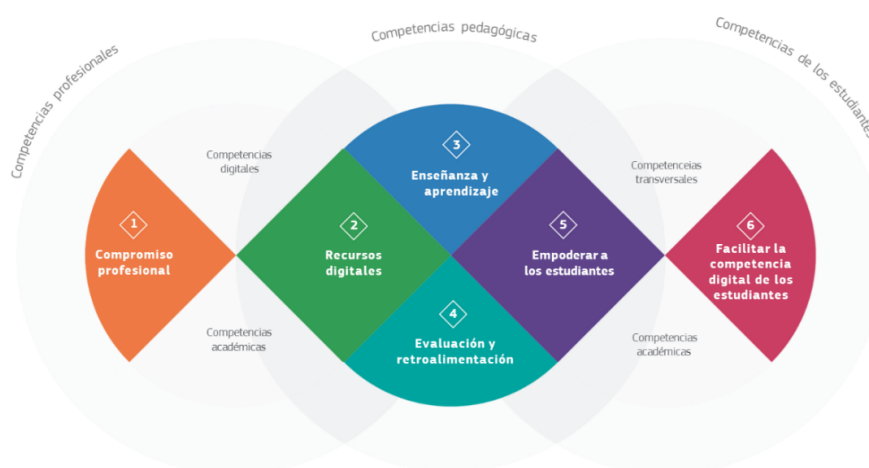 Competencias profesionales
Competencias pedagógicas
Competencias de los estudiantes
Competencias
digitales
Competencias
académicas
1
Compromiso
profesional
2
Recursos
digitales
3
Enseñanza y
aprendizaje
4
Evaluación y
retroalimentación
5
Empoderar a
los estudiantes
Competenceias
transversales
Competencias
académicas
6
Facilitar la
competencia
digital de los
estudiantes